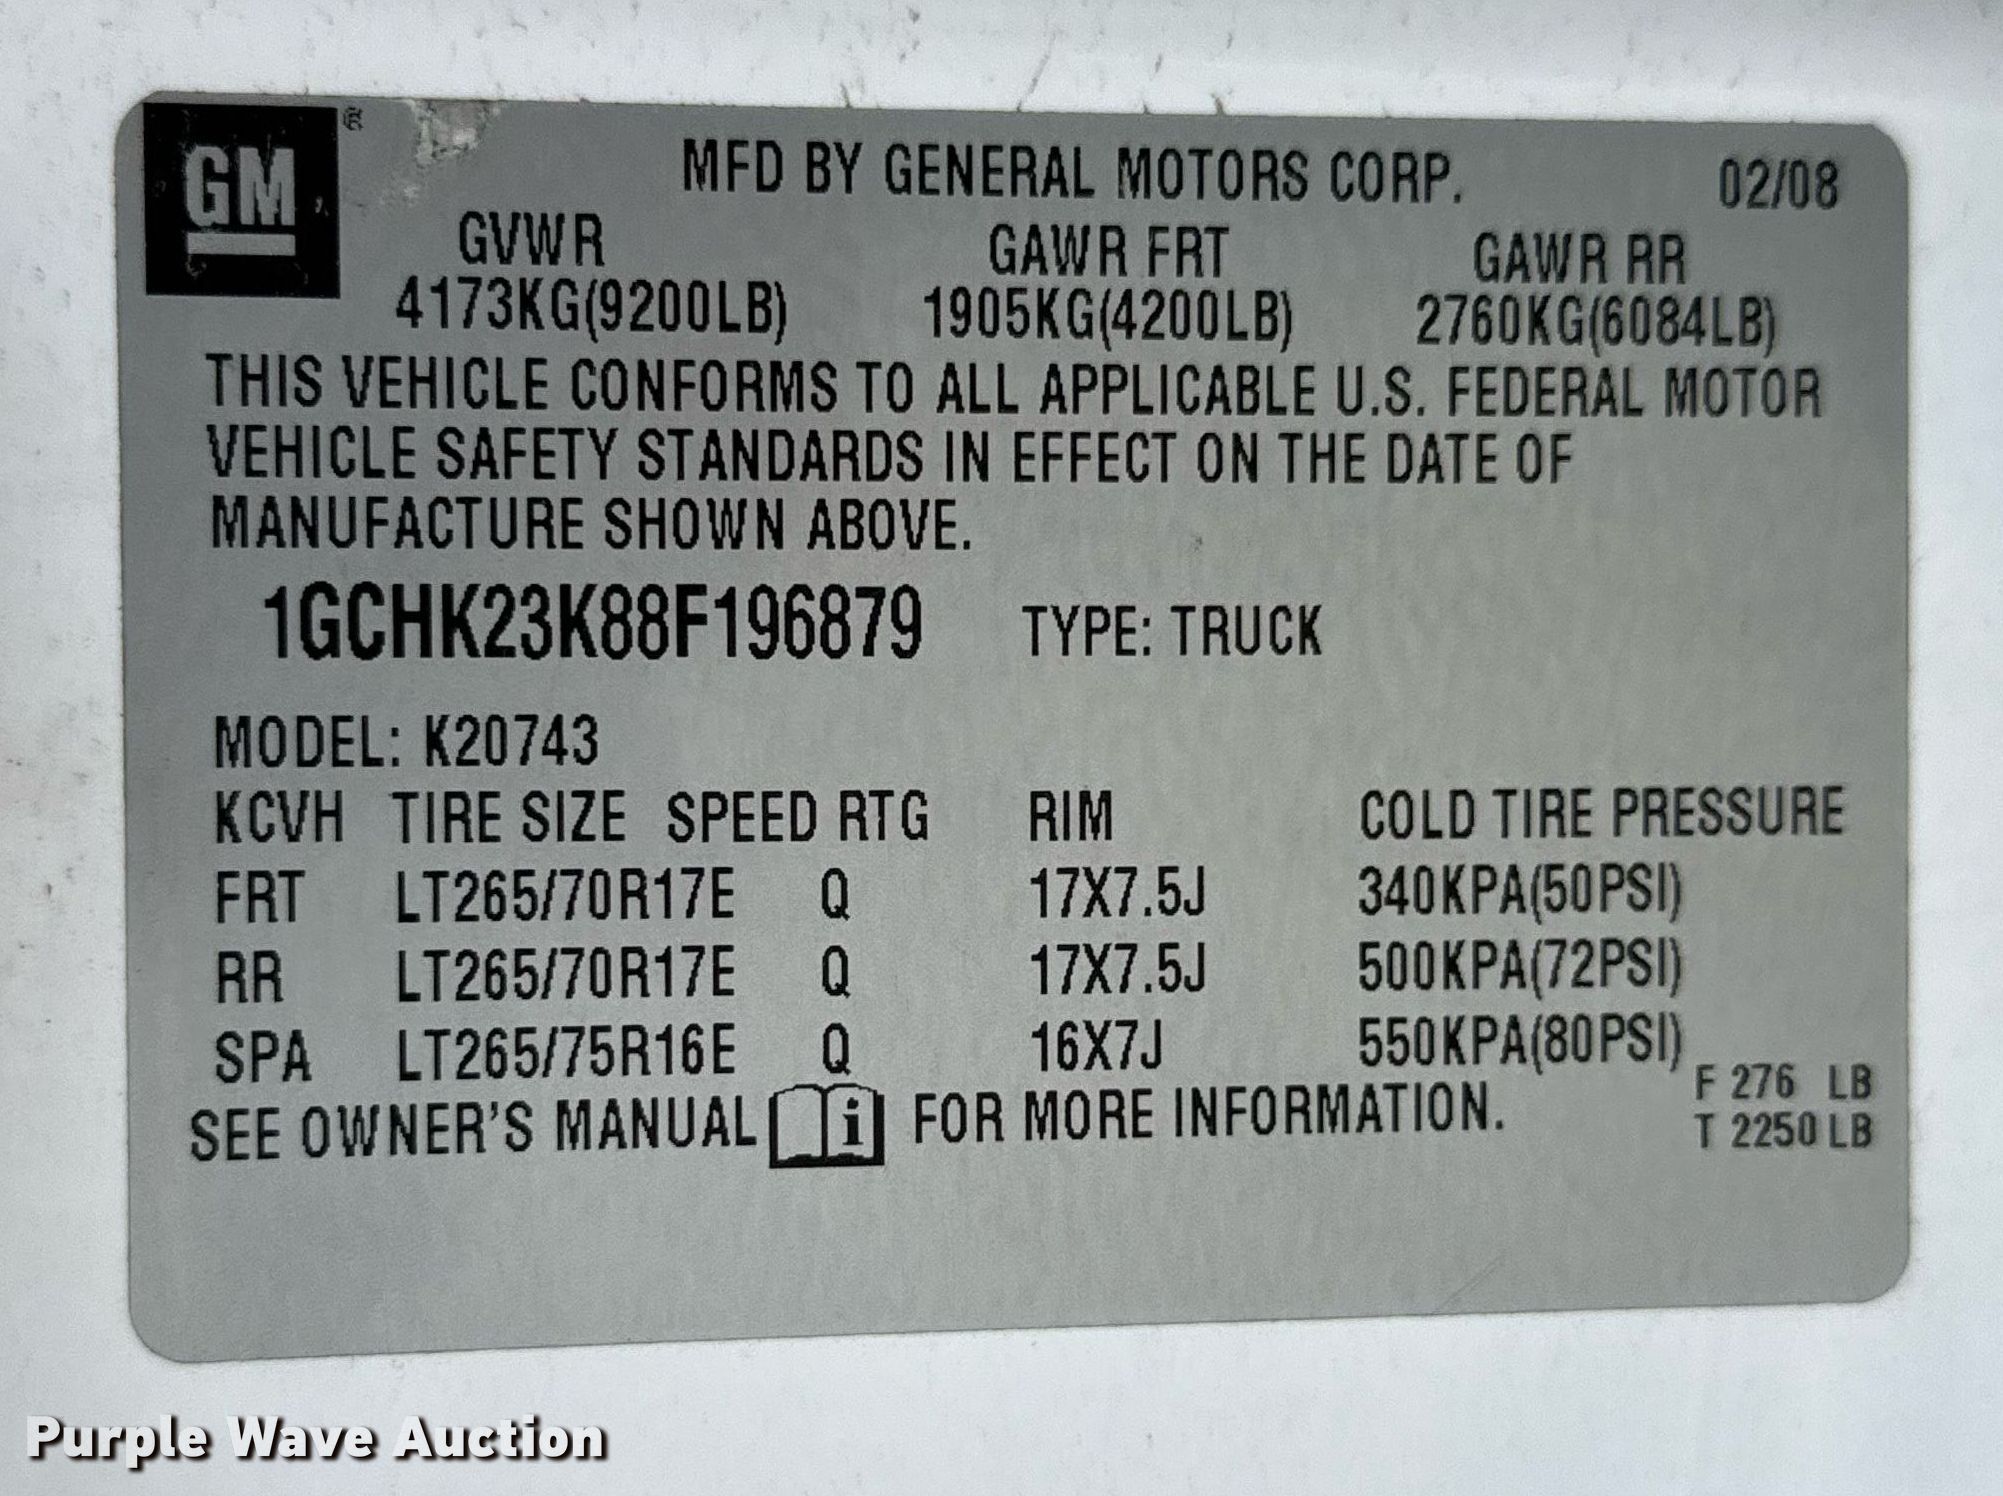 GM ®
MFD BY GENERAL MOTORS CORP. 02/08
GVWR GAWR FRT GAWR RR
4173KG(9200LB) 1905KG(4200LB) 2760KG(6084LB)
THIS VEHICLE CONFORMS TO ALL APPLICABLE U.S. FEDERAL MOTOR
VEHICLE SAFETY STANDARDS IN EFFECT ON THE DATE OF
MANUFACTURE SHOWN ABOVE.
1GCHK23K88F196879 TYPE: TRUCK
MODEL: K20743
KCVH TIRE SIZE SPEED RTG RIM COLD TIRE PRESSURE
FRT LT265/70R17E Q 17X7.5J 340KPA(50PSI)
RR LT265/70R17E Q 17X7.5J 500KPA(72PSI)
SPA LT265/75R16E Q 16X7J 550KPA(80PSI)
SEE OWNER'S MANUAL i FOR MORE INFORMATION.
F 276 LB
T 2250 LB
Purple Wave Auction